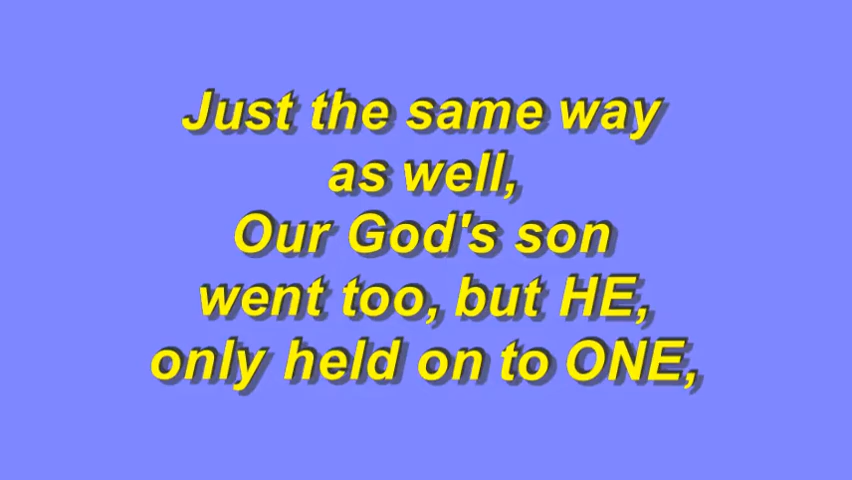 Just the same way
as well,
Our God's son
went too, but HE,
only held on to ONE,